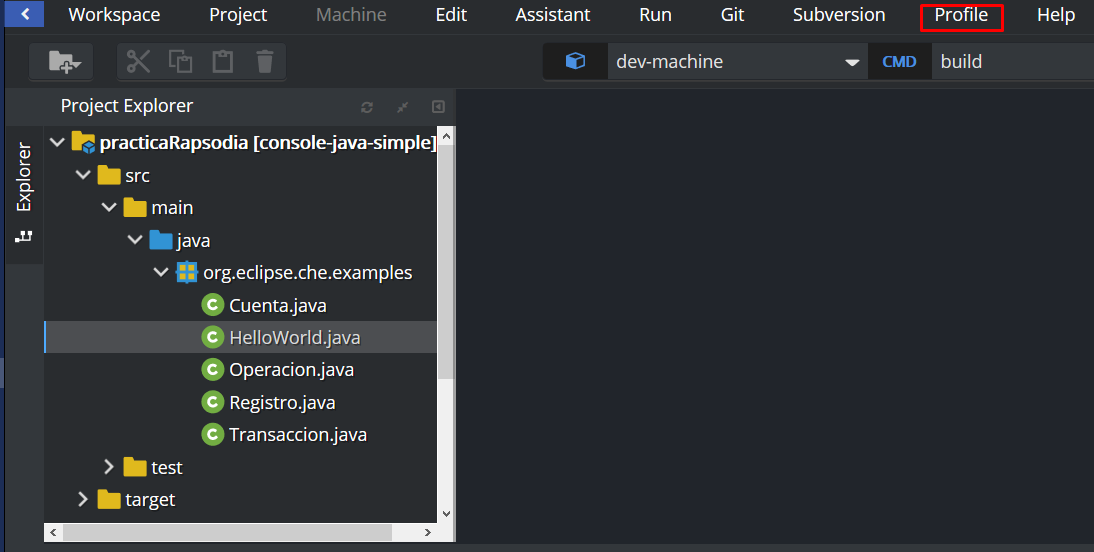 Workspace Project Machine Edit Assistant Run Git Subversion Profile Help
dev-machine CMD build
Project Explorer
Explorer
practicaRapsodia [console-java-simple]
src
main
java
org.eclipse.che.examples
C Cuenta.java
C HelloWorld.java
C Operacion.java
C Registro.java
C Transaccion.java
test
target